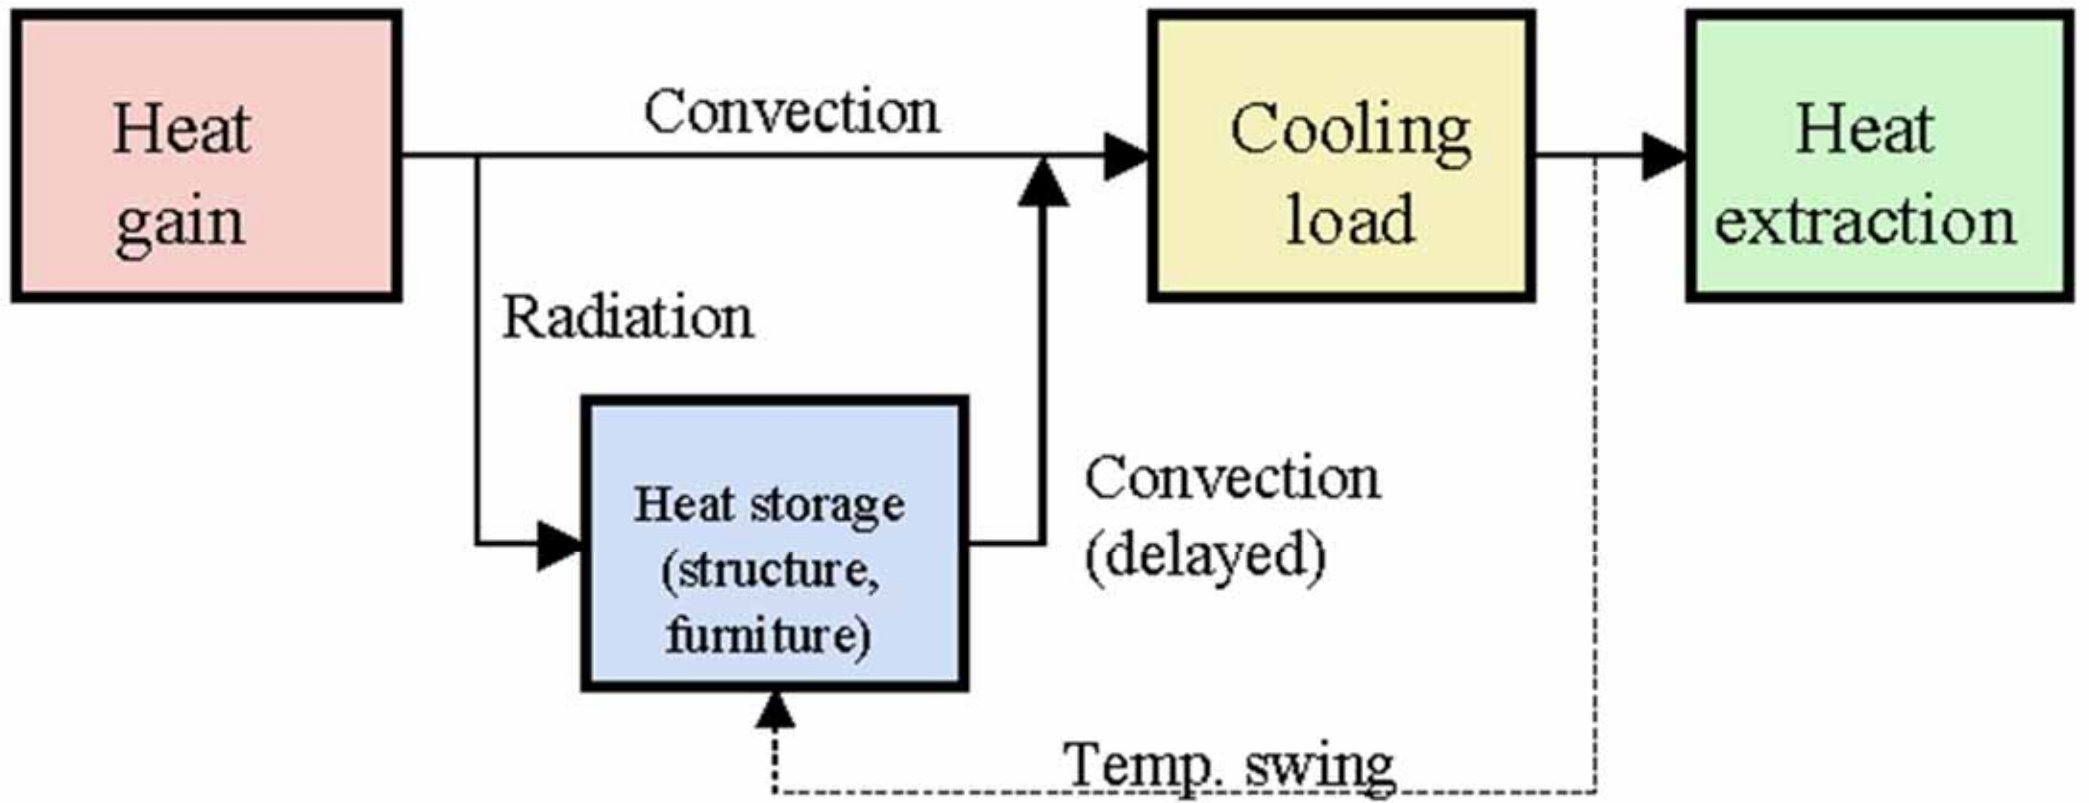 Heat
gain
Convection
Cooling
load
Heat
extraction
Radiation
Heat storage
(structure,
furniture)
Convection
(delayed)
Temp. swing